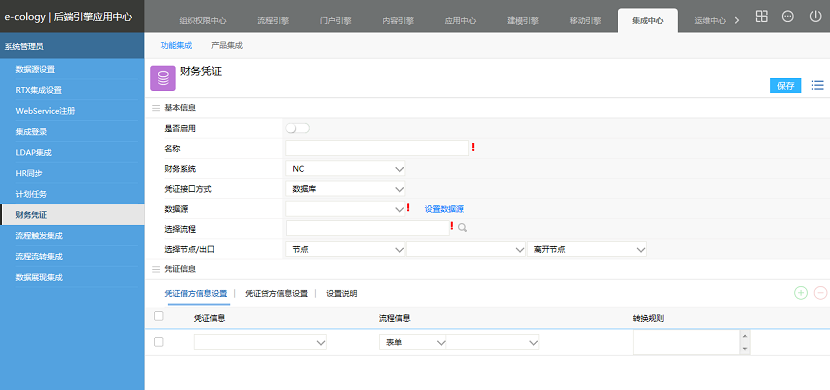 e-cology | 后端引擎应用中心
组织权限中心 流程引擎 门户引擎 内容引擎 应用中心 建模引擎 移动引擎 集成中心 运维中心
系统管理员
功能集成 产品集成
数据源设置
RTX集成设置
WebService注册
集成登录
LDAP集成
HR同步
计划任务
财务凭证
流程触发集成
流程流转集成
数据展现集成
财务凭证
保存
基本信息
是否启用
名称 !
财务系统 NC
凭证接口方式 数据库
数据源 ! 设置数据源
选择流程 !
选择节点/出口 节点 离开节点
凭证信息
凭证借方信息设置 | 凭证贷方信息设置 | 设置说明
凭证信息 流程信息 转换规则
表单